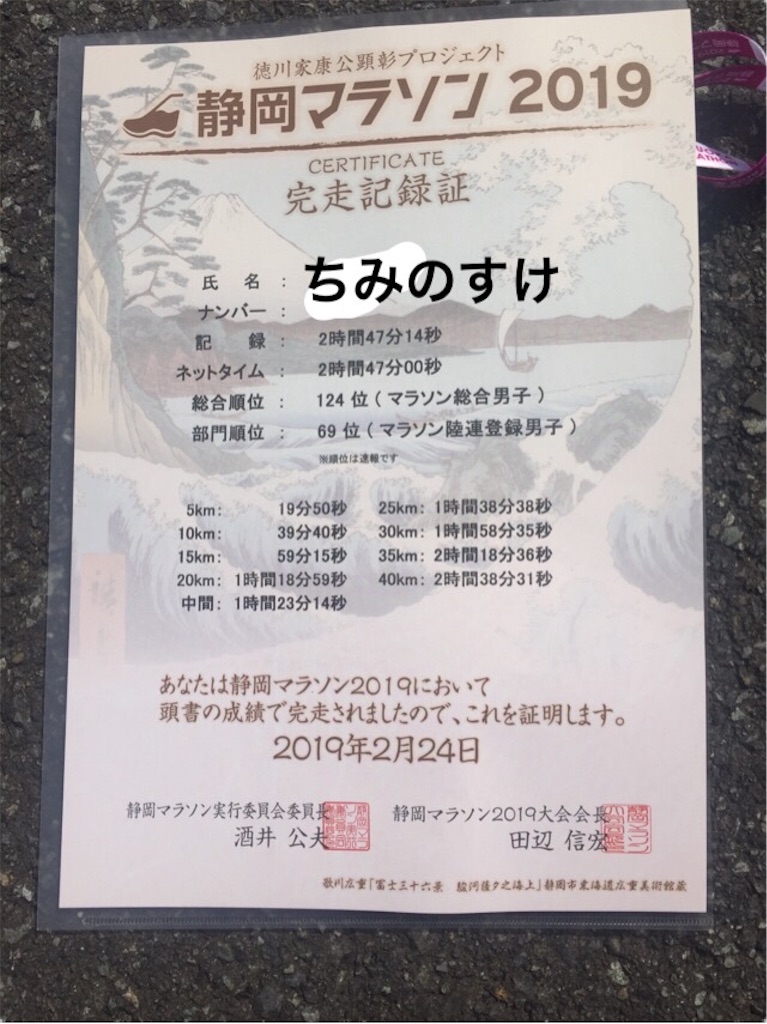 徳川家康公顕彰プロジェクト
静岡マラソン 2019
CERTIFICATE
完走記録証
氏 名 : ちみのすけ
ナンバー :
記 録 : 2時間47分14秒
ネットタイム : 2時間47分00秒
総合順位 : 124 位 ( マラソン総合男子 )
部門順位 : 69 位 ( マラソン陸連登録男子 )
※順位は速報です
5km: 19分50秒 25km: 1時間38分38秒
10km: 39分40秒 30km: 1時間58分35秒
15km: 59分15秒 35km: 2時間18分36秒
20km: 1時間18分59秒 40km: 2時間38分31秒
中間: 1時間23分14秒
あなたは静岡マラソン2019において
頭書の成績で完走されましたので、これを証明します。
2019年2月24日
静岡マラソン実行委員会委員長 静岡マラソン2019大会会長
酒井 公夫 田辺 信宏
歌川広重「冨士三十六景 駿河薩タ之海上」静岡市東海道広重美術館蔵